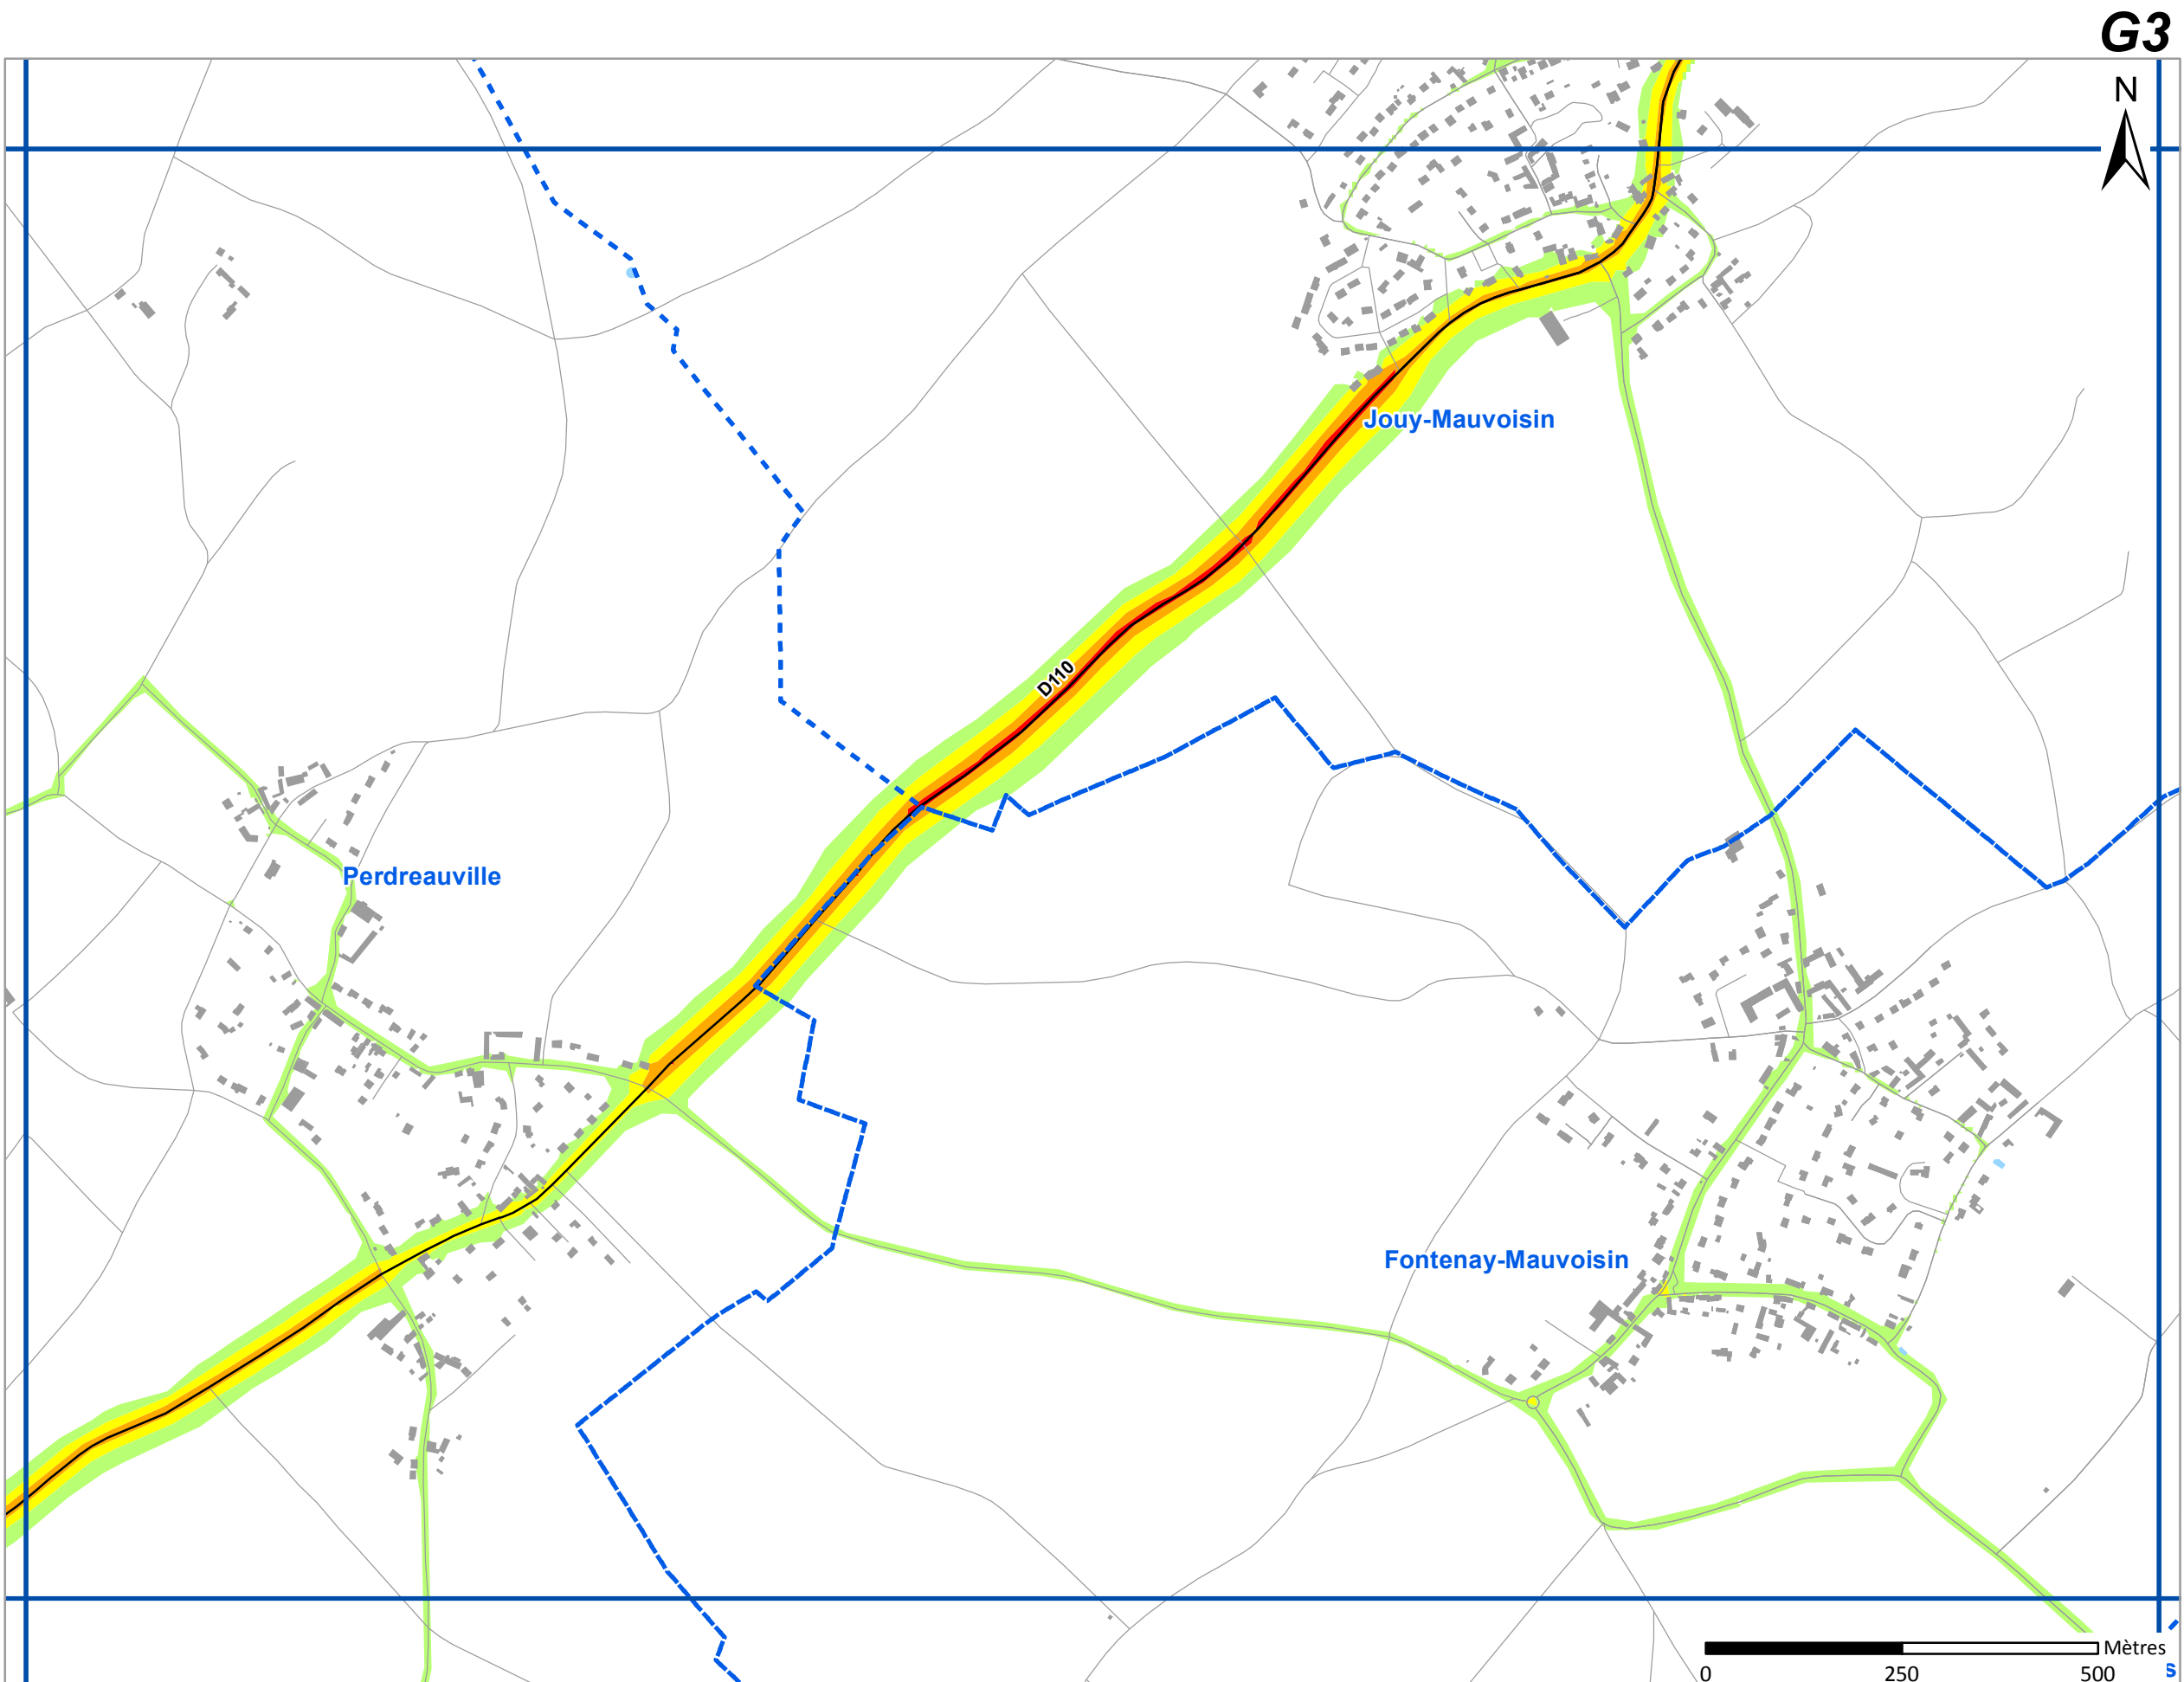 G3
N
Jouy-Mauvoisin
D110
Perdreauville
Fontenay-Mauvoisin
Mètres
0 250 500
s